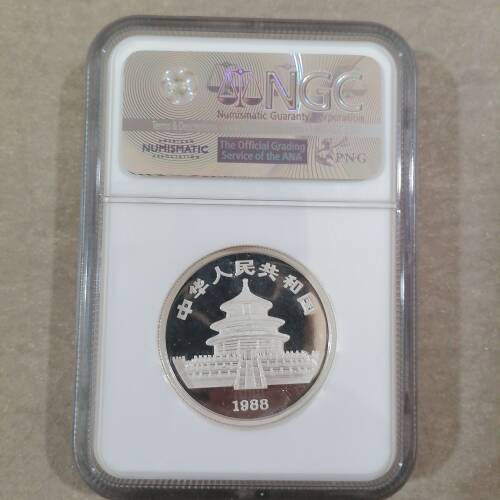 NGC
Numismatic Guaranty Corporation
NUMISMATIC
The Official Grading
Service of the ANA
PNG
中华人民共和国
1988